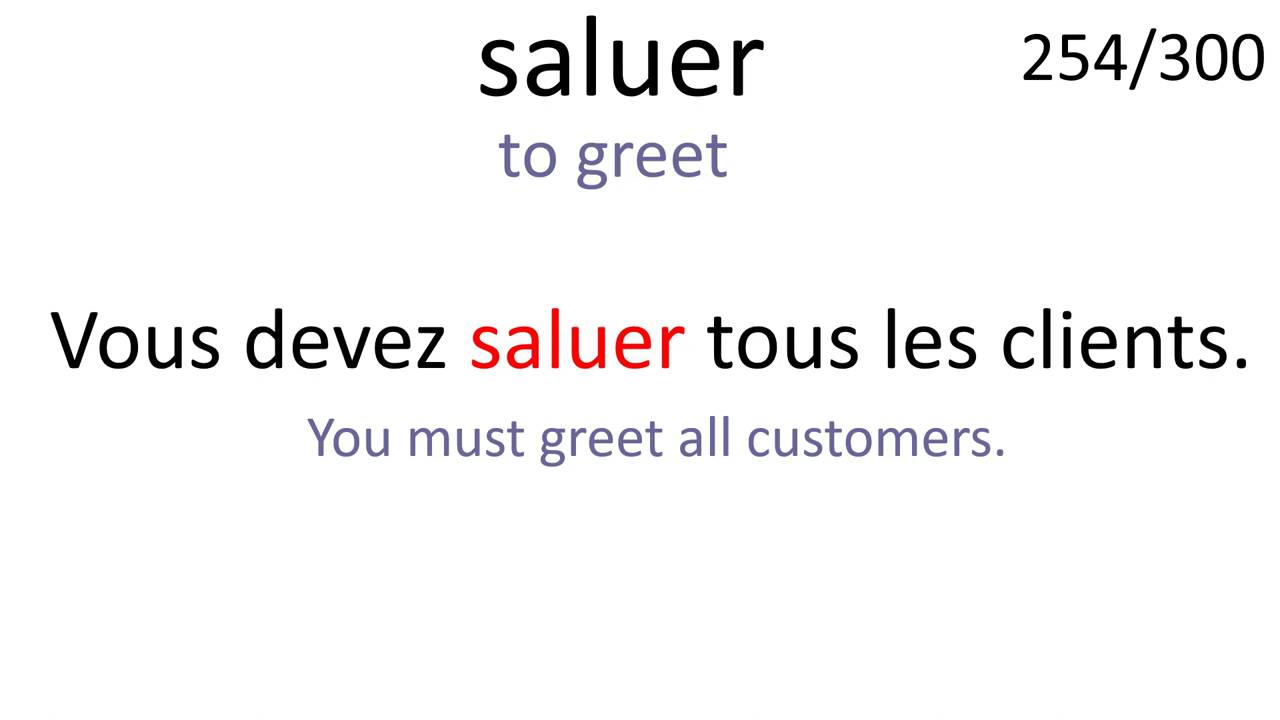 saluer
254/300
to greet
Vous devez saluer tous les clients.
You must greet all customers.